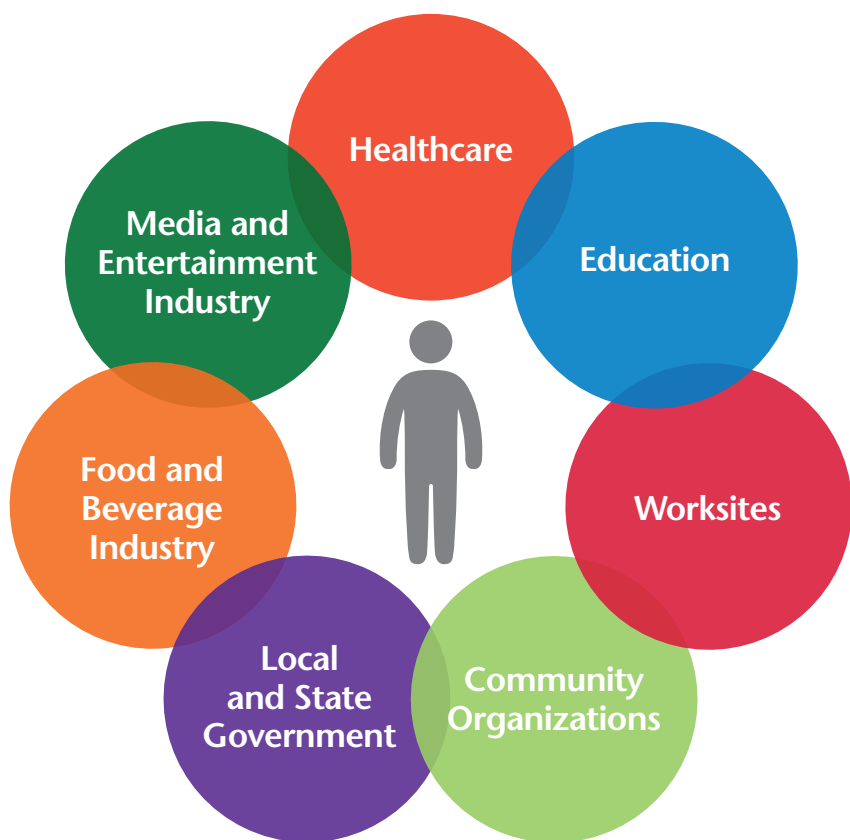 Healthcare
Education
Worksites
Community
Organizations
Local
and State
Government
Food and
Beverage
Industry
Media and
Entertainment
Industry